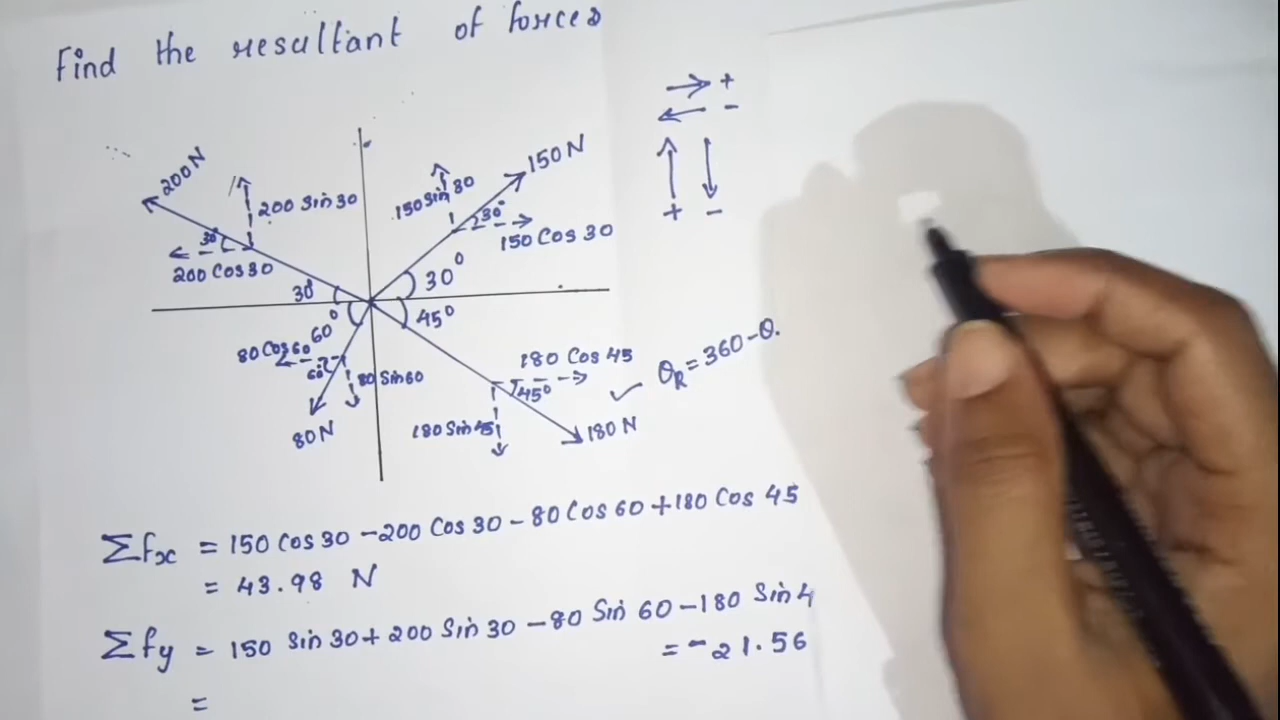 Find the resultant of forces
+
-
+ -
200 N
150 N
200 Sin 30
150 Sin 30
30°
30°
150 Cos 30
200 Cos 30
30°
30°
60°
45°
80 Cos 60
60°
80 Sin 60
180 Cos 45
45°
θR = 360 - θ.
80 N
180 Sin 45
180 N
Σfx = 150 Cos 30 - 200 Cos 30 - 80 Cos 60 + 180 Cos 45
= 43.98 N
Σfy = 150 Sin 30 + 200 Sin 30 - 80 Sin 60 - 180 Sin 4
= -21.56
=